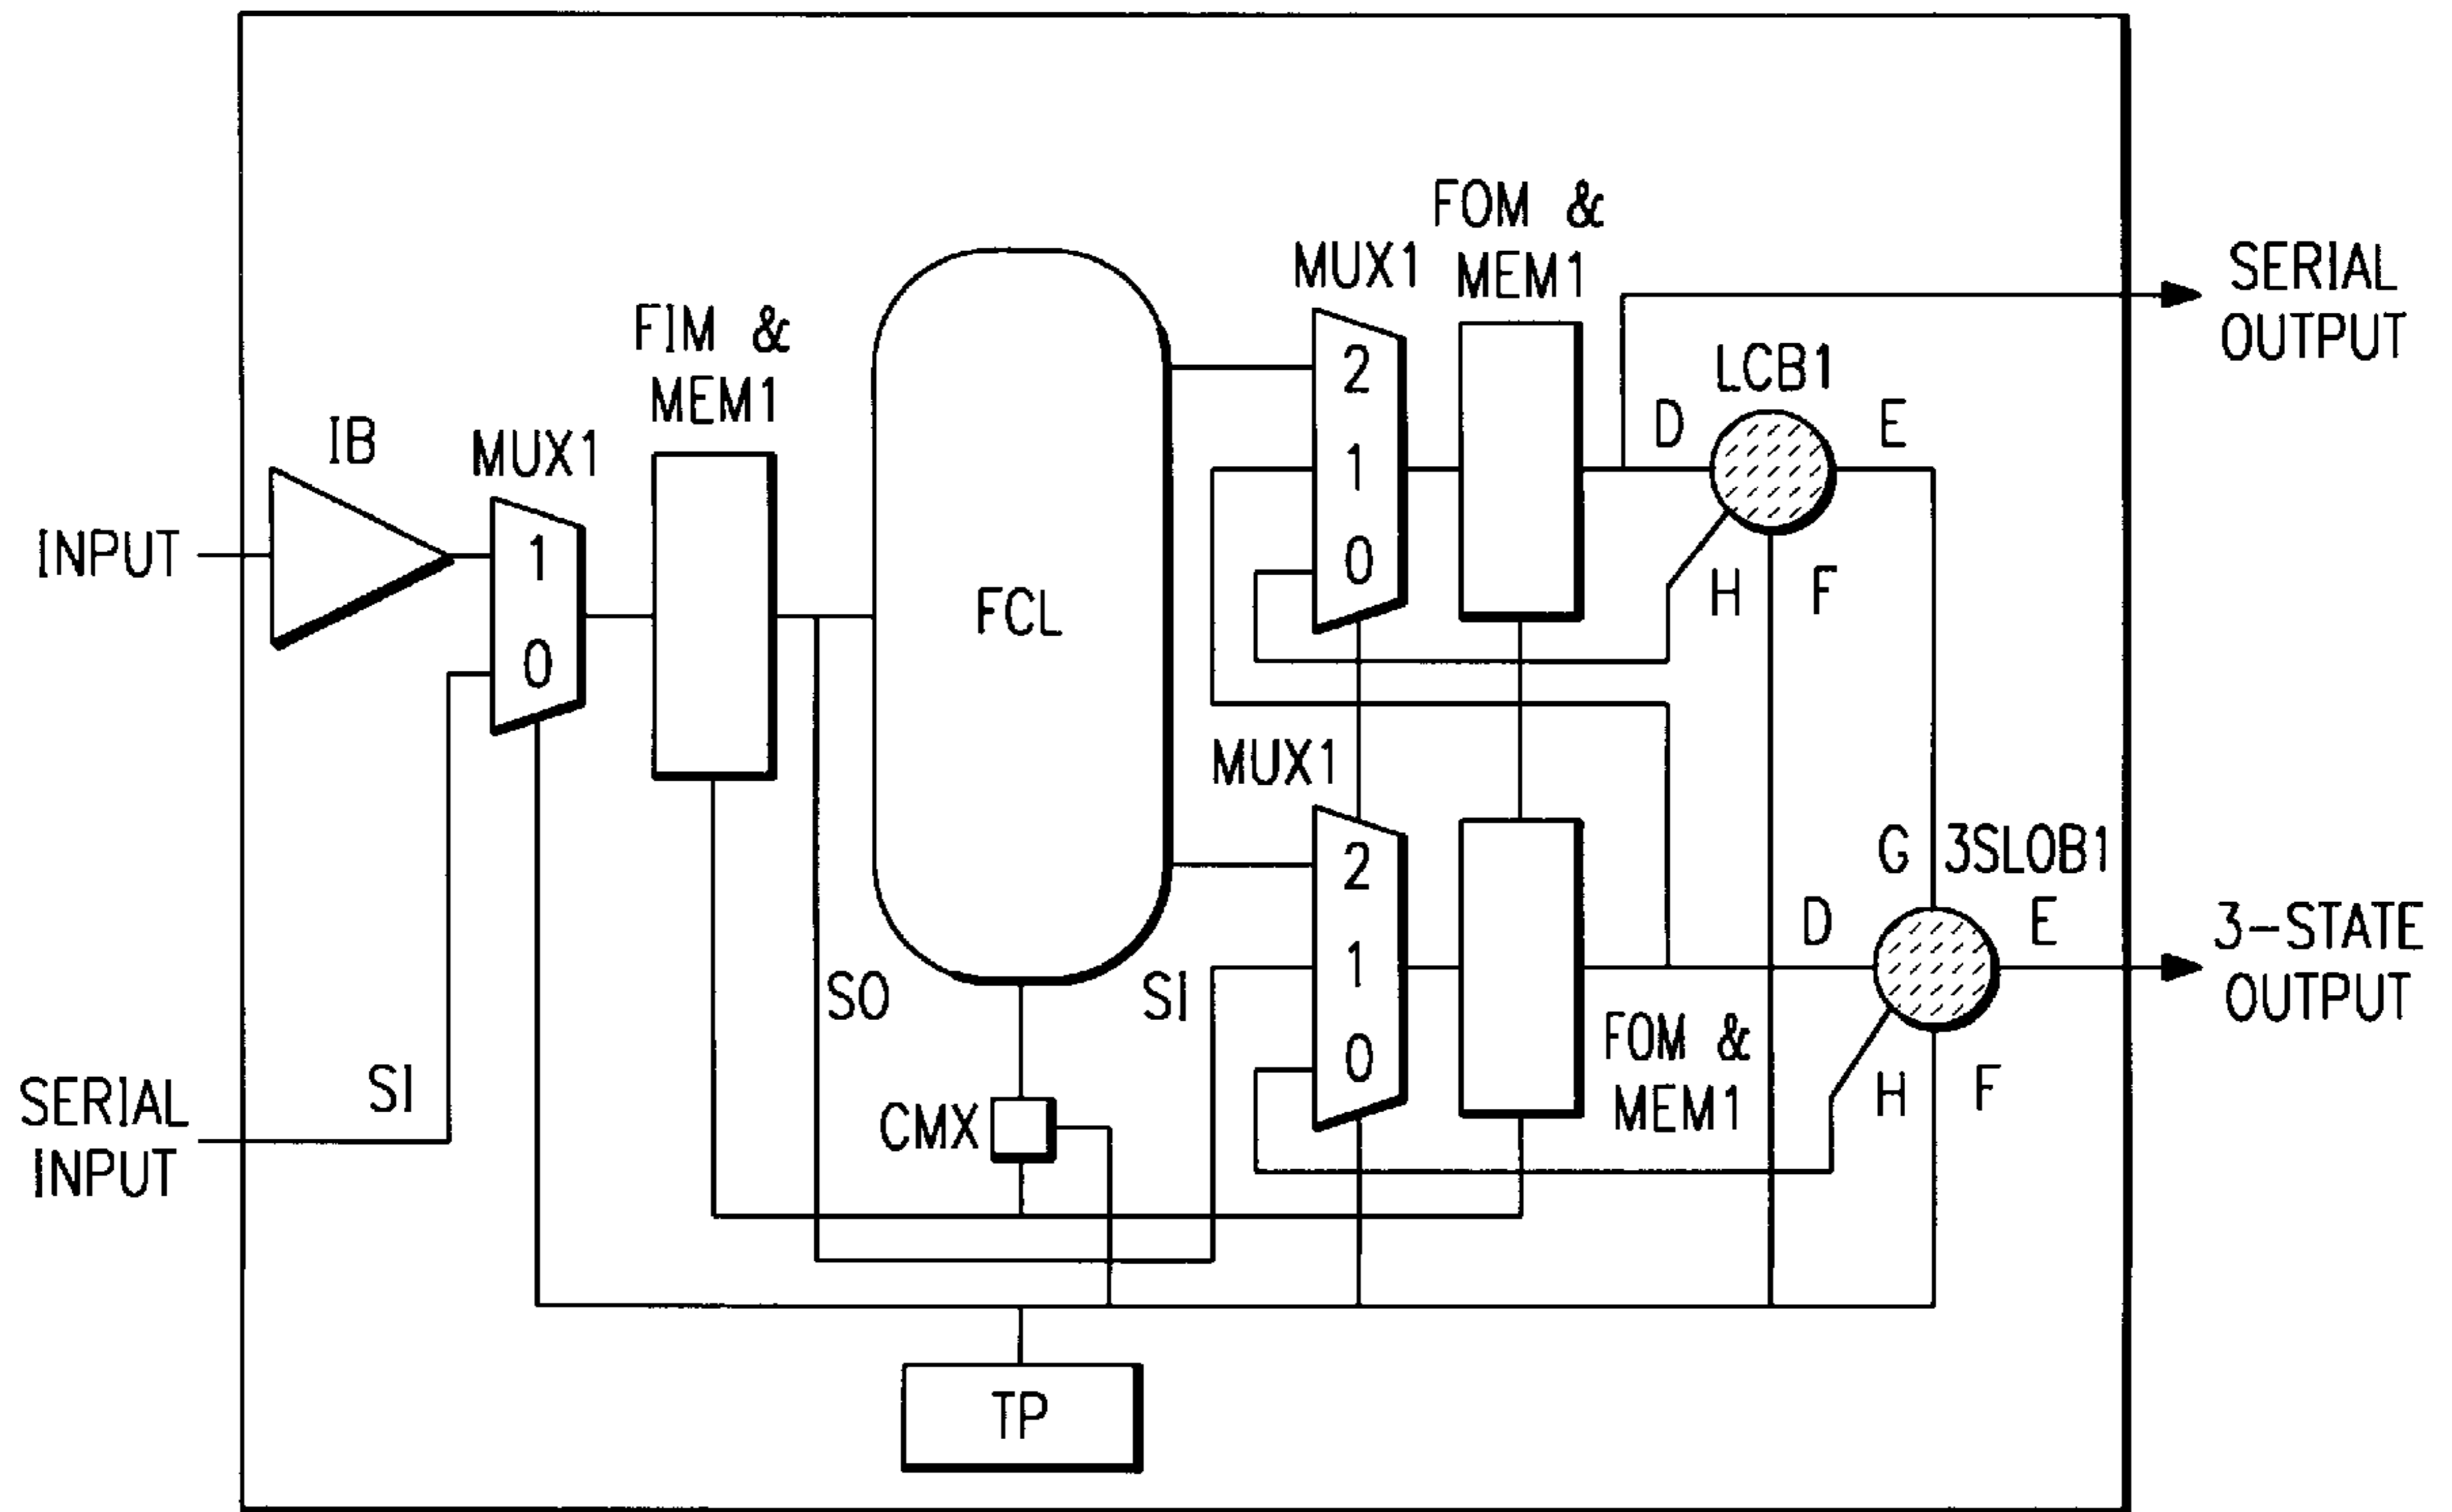 FOM &
MEM1
MUX1
SERIAL
OUTPUT
FIM &
MEM1
LCB1
2
D
E
IB
MUX1
1
INPUT
1
0
H
F
FCL
0
MUX1
G
3SLOB1
2
D
E
3-STATE
OUTPUT
1
SO
SI
FOM &
MEM1
0
H
F
SERIAL
INPUT
SI
CMX
TP